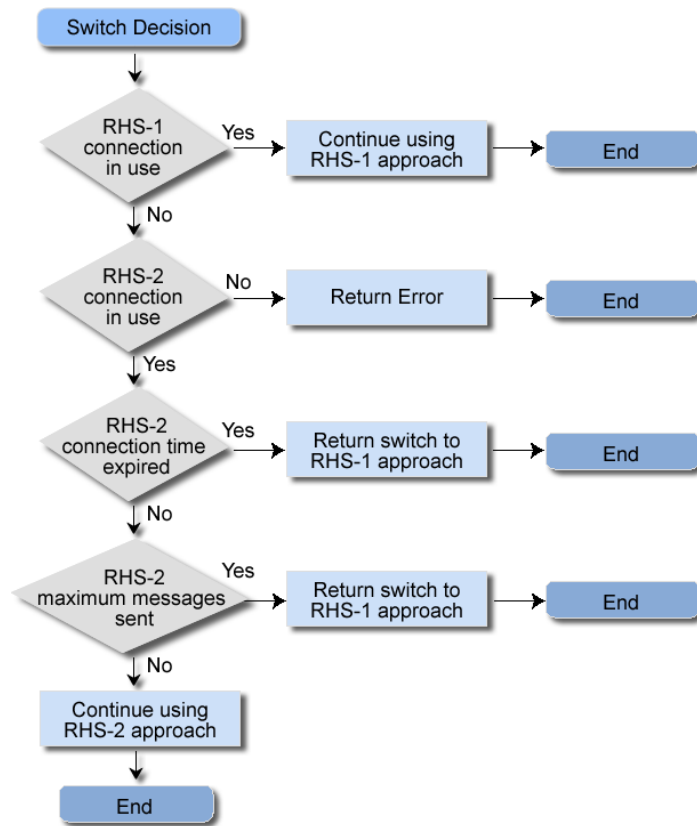 Switch Decision
RHS-1
connection
in use
Yes
Continue using
RHS-1 approach
End
No
RHS-2
connection
in use
No
Return Error
End
Yes
RHS-2
connection time
expired
Yes
Return switch to
RHS-1 approach
End
No
RHS-2
maximum messages
sent
Yes
Return switch to
RHS-1 approach
End
No
Continue using
RHS-2 approach
End